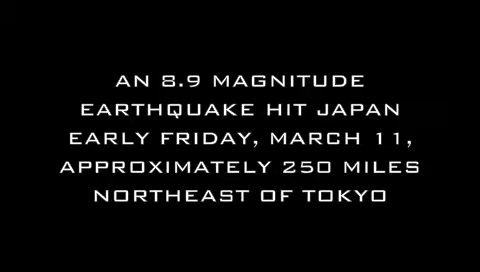 AN 8.9 MAGNITUDE
EARTHQUAKE HIT JAPAN
EARLY FRIDAY, MARCH 11,
APPROXIMATELY 250 MILES
NORTHEAST OF TOKYO